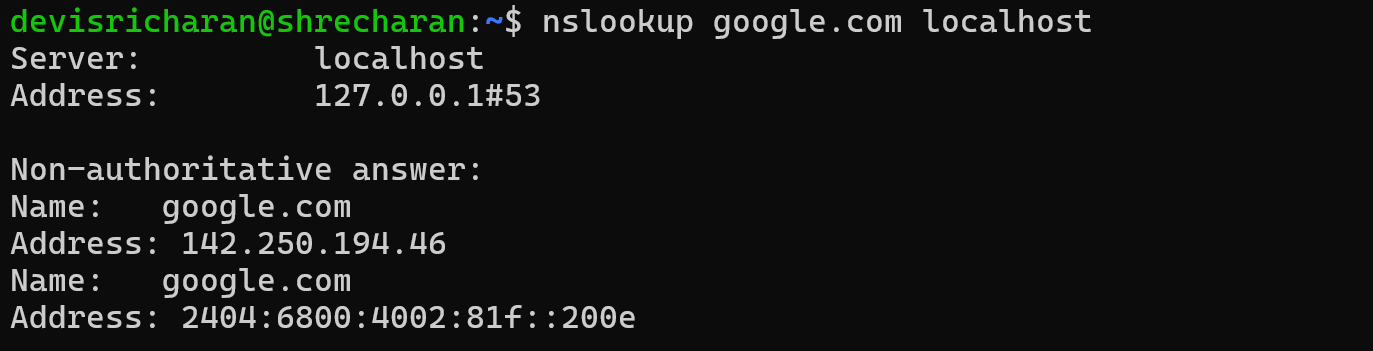 devisricharan@shrecharan:~$ nslookup google.com localhost
Server:         localhost
Address:        127.0.0.1#53

Non-authoritative answer:
Name:   google.com
Address: 142.250.194.46
Name:   google.com
Address: 2404:6800:4002:81f::200e